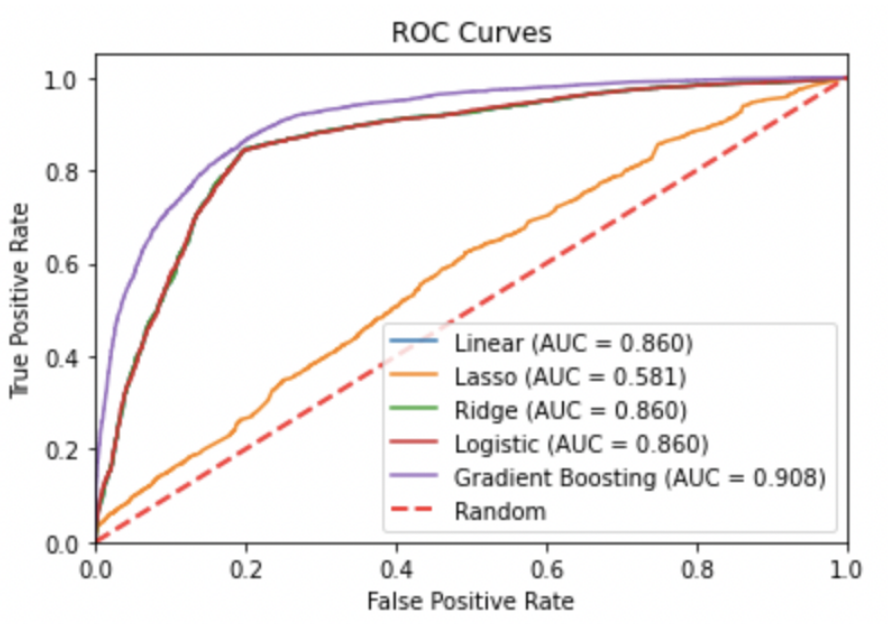 ROC Curves
1.0
0.8
0.6
0.4
0.2
0.0
True Positive Rate
Linear (AUC = 0.860)
Lasso (AUC = 0.581)
Ridge (AUC = 0.860)
Logistic (AUC = 0.860)
Gradient Boosting (AUC = 0.908)
Random
0.0 0.2 0.4 0.6 0.8 1.0
False Positive Rate